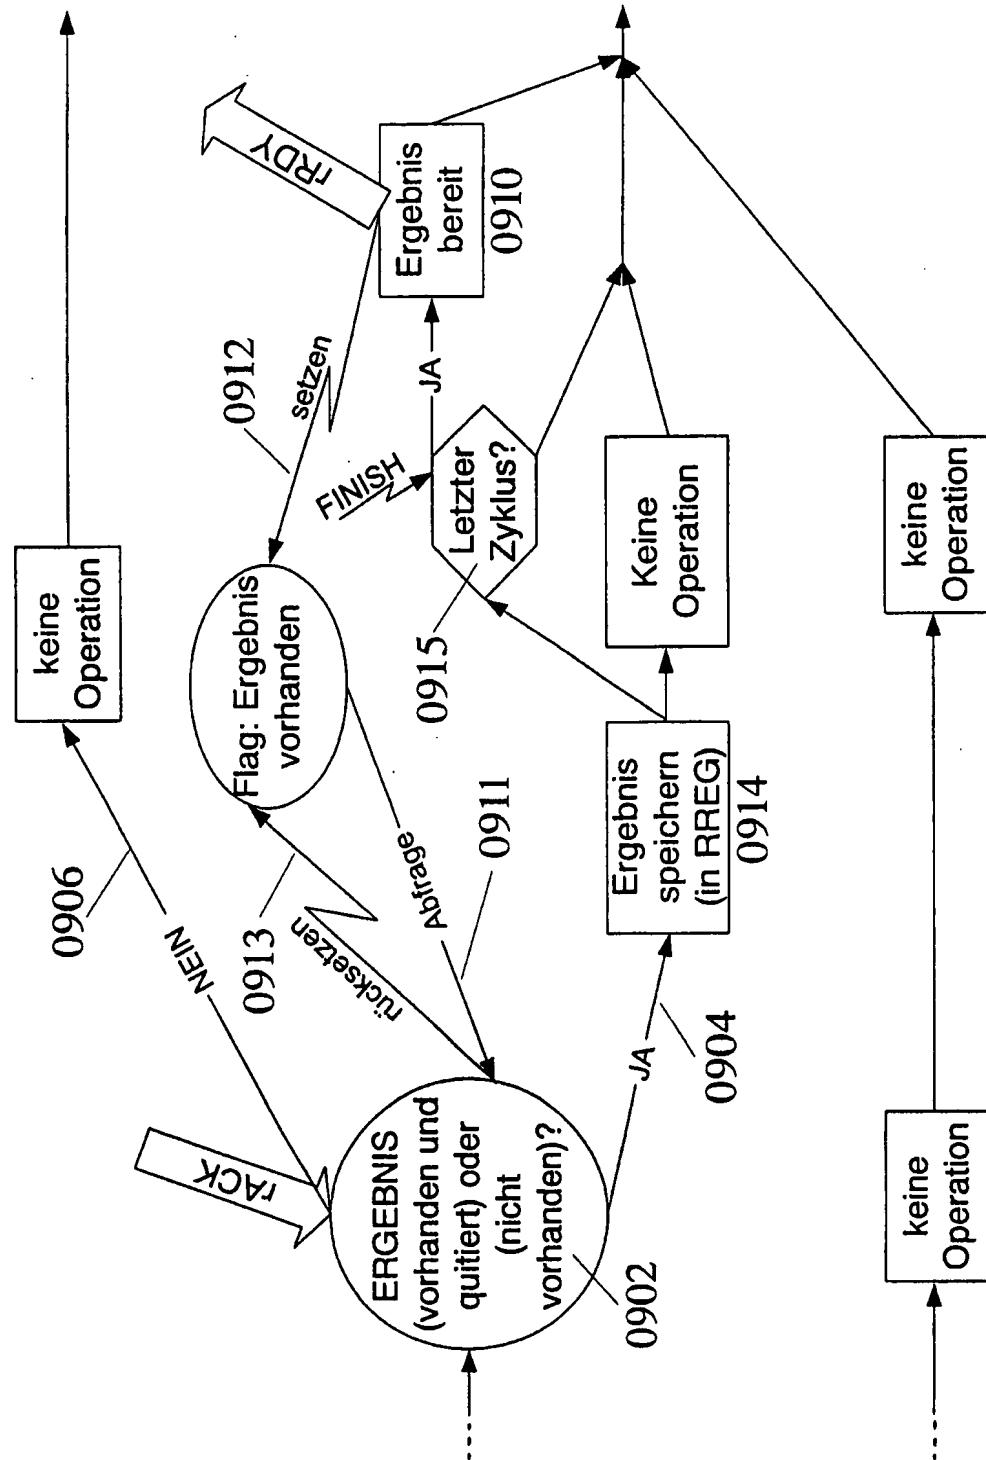 keine
Operation
0906
NEIN
rACK
ERGEBNIS
(vorhanden und
quitiert) oder
(nicht
vorhanden)?
0902
Flag: Ergebnis
vorhanden
0913
rücksetzen
Abfrage
0911
0912
setzen
rRDY
Ergebnis
bereit
0910
JA
FINISH
Letzter
Zyklus?
0915
JA
0904
Ergebnis
speichern
(in RREG)
0914
Keine
Operation
keine
Operation
keine
Operation